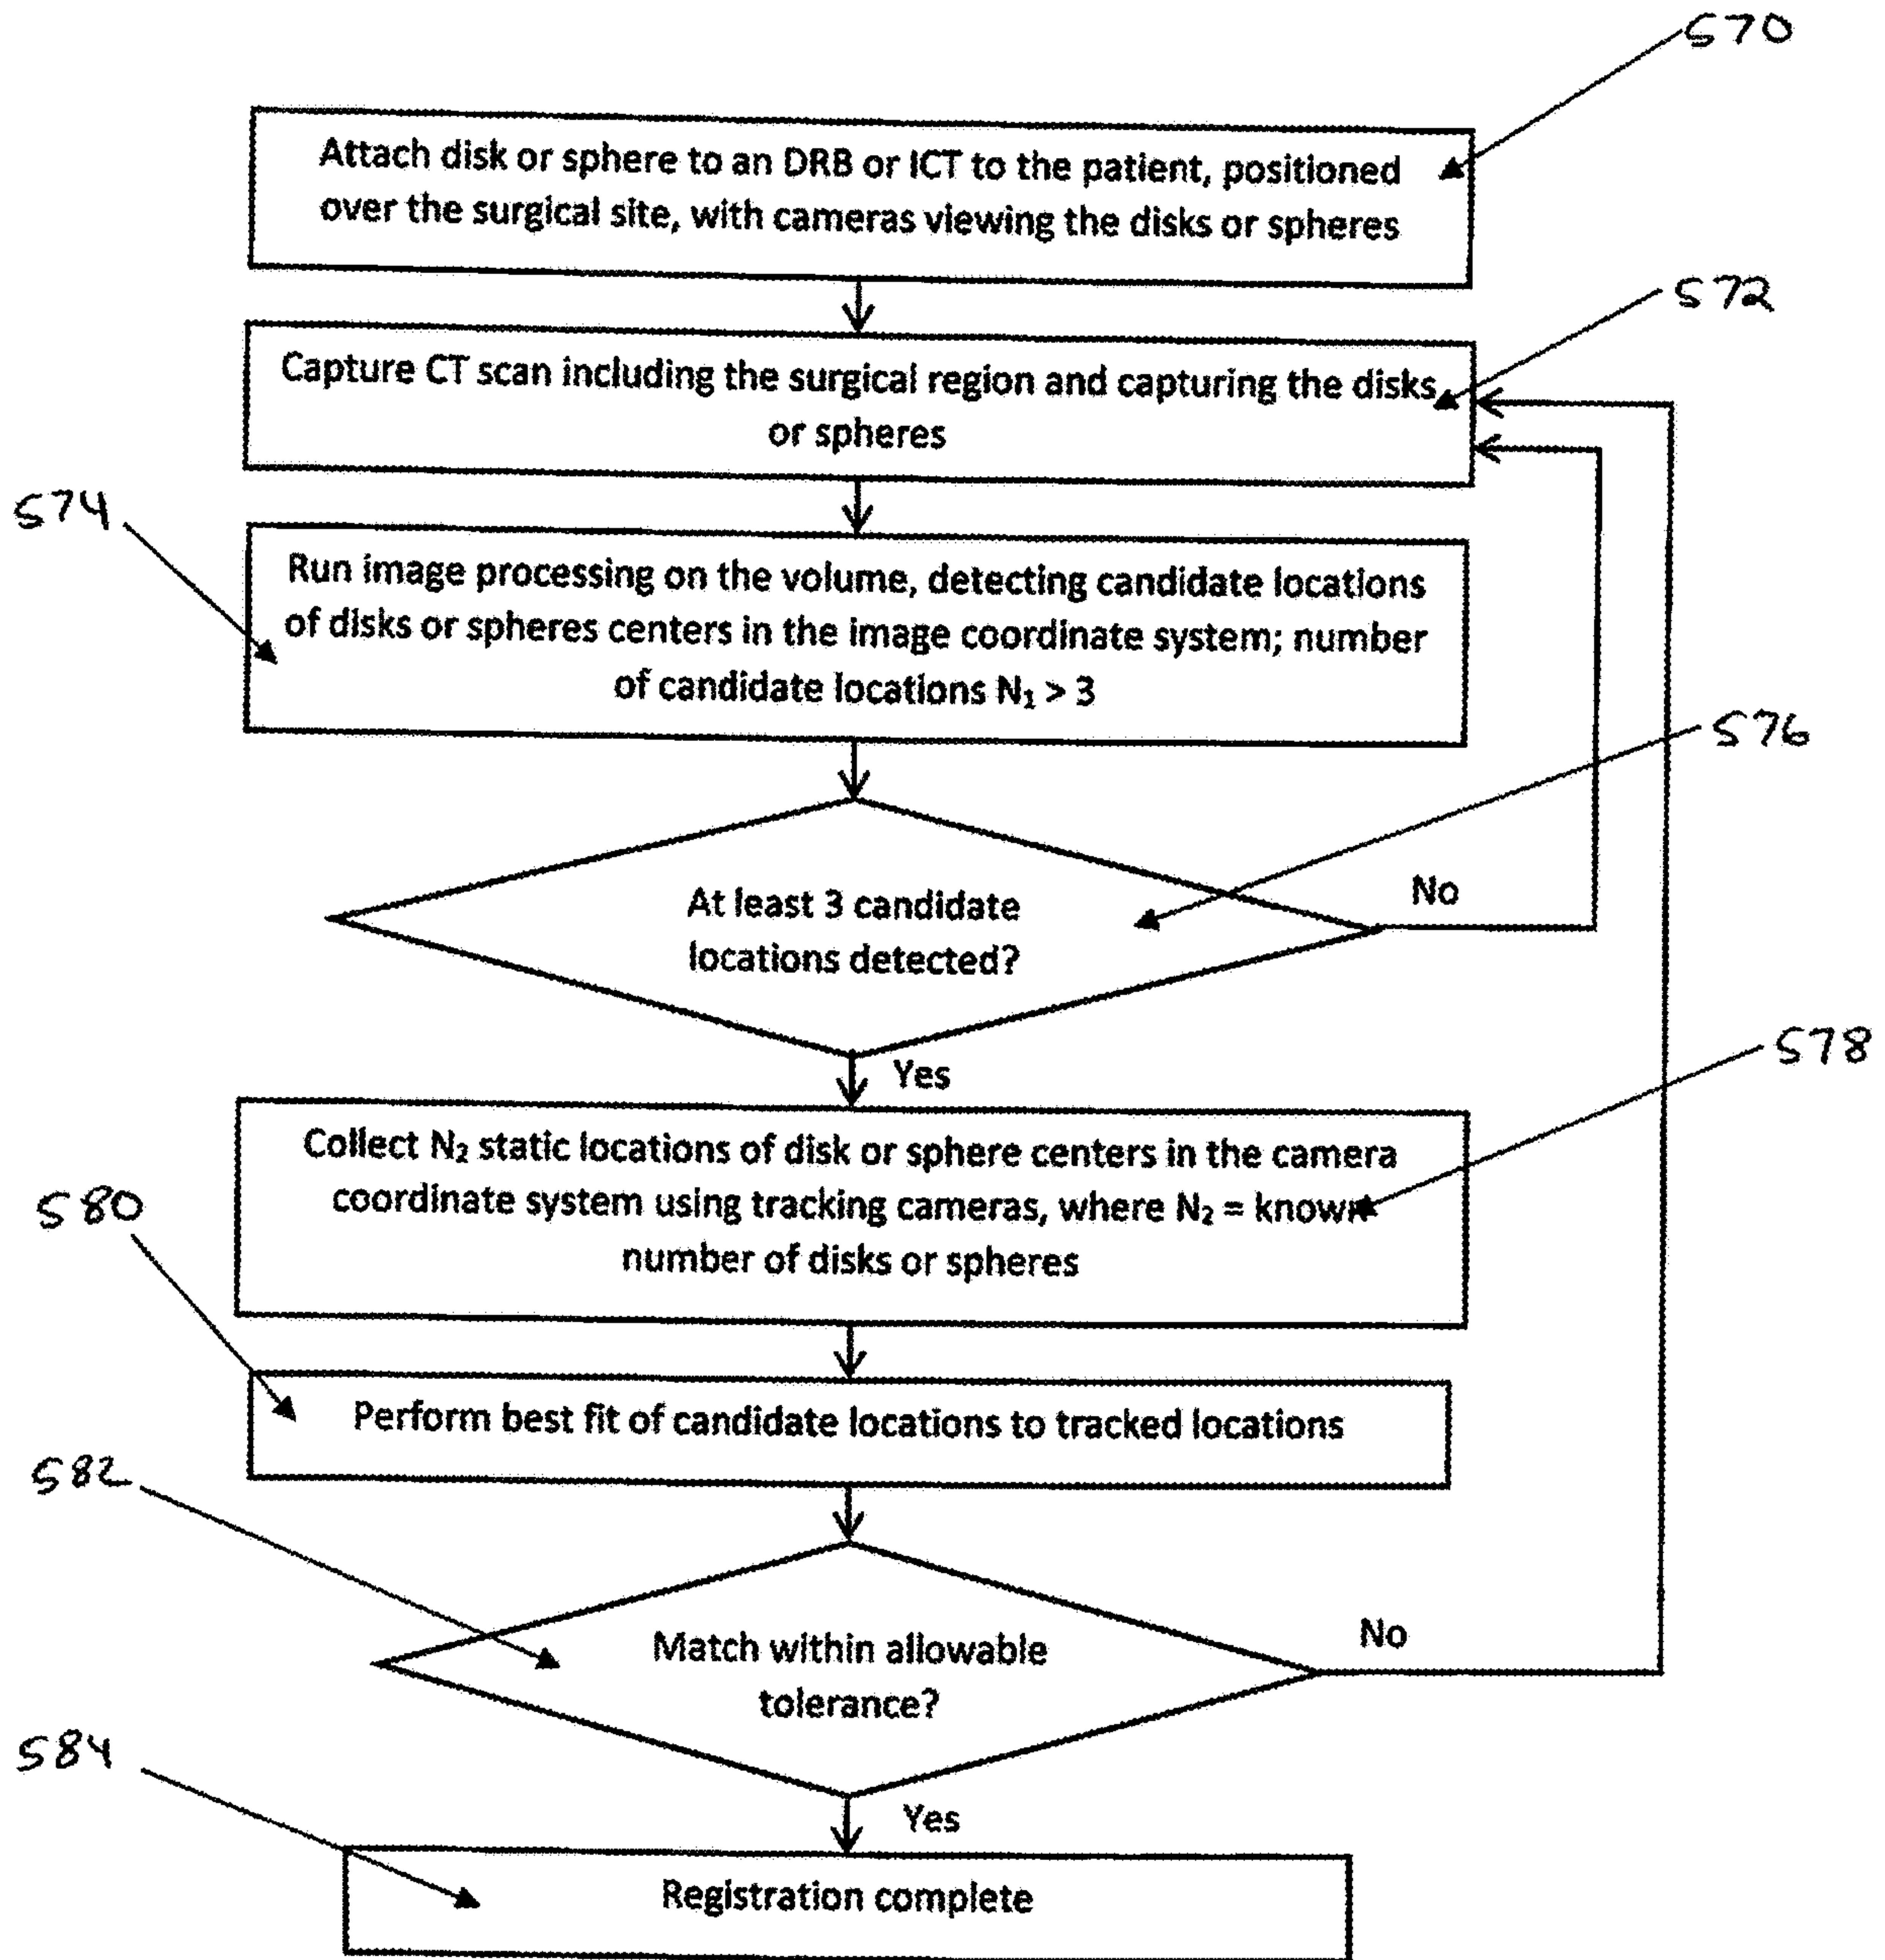 570
Attach disk or sphere to an DRB or ICT to the patient, positioned
over the surgical site, with cameras viewing the disks or spheres
572
Capture CT scan including the surgical region and capturing the disks
or spheres
574
Run image processing on the volume, detecting candidate locations
of disks or spheres centers in the image coordinate system; number
of candidate locations N₁ > 3
576
At least 3 candidate
locations detected?
No
Yes
578
Collect N₂ static locations of disk or sphere centers in the camera
coordinate system using tracking cameras, where N₂ = known
number of disks or spheres
580
Perform best fit of candidate locations to tracked locations
582
Match within allowable
tolerance?
No
Yes
584
Registration complete